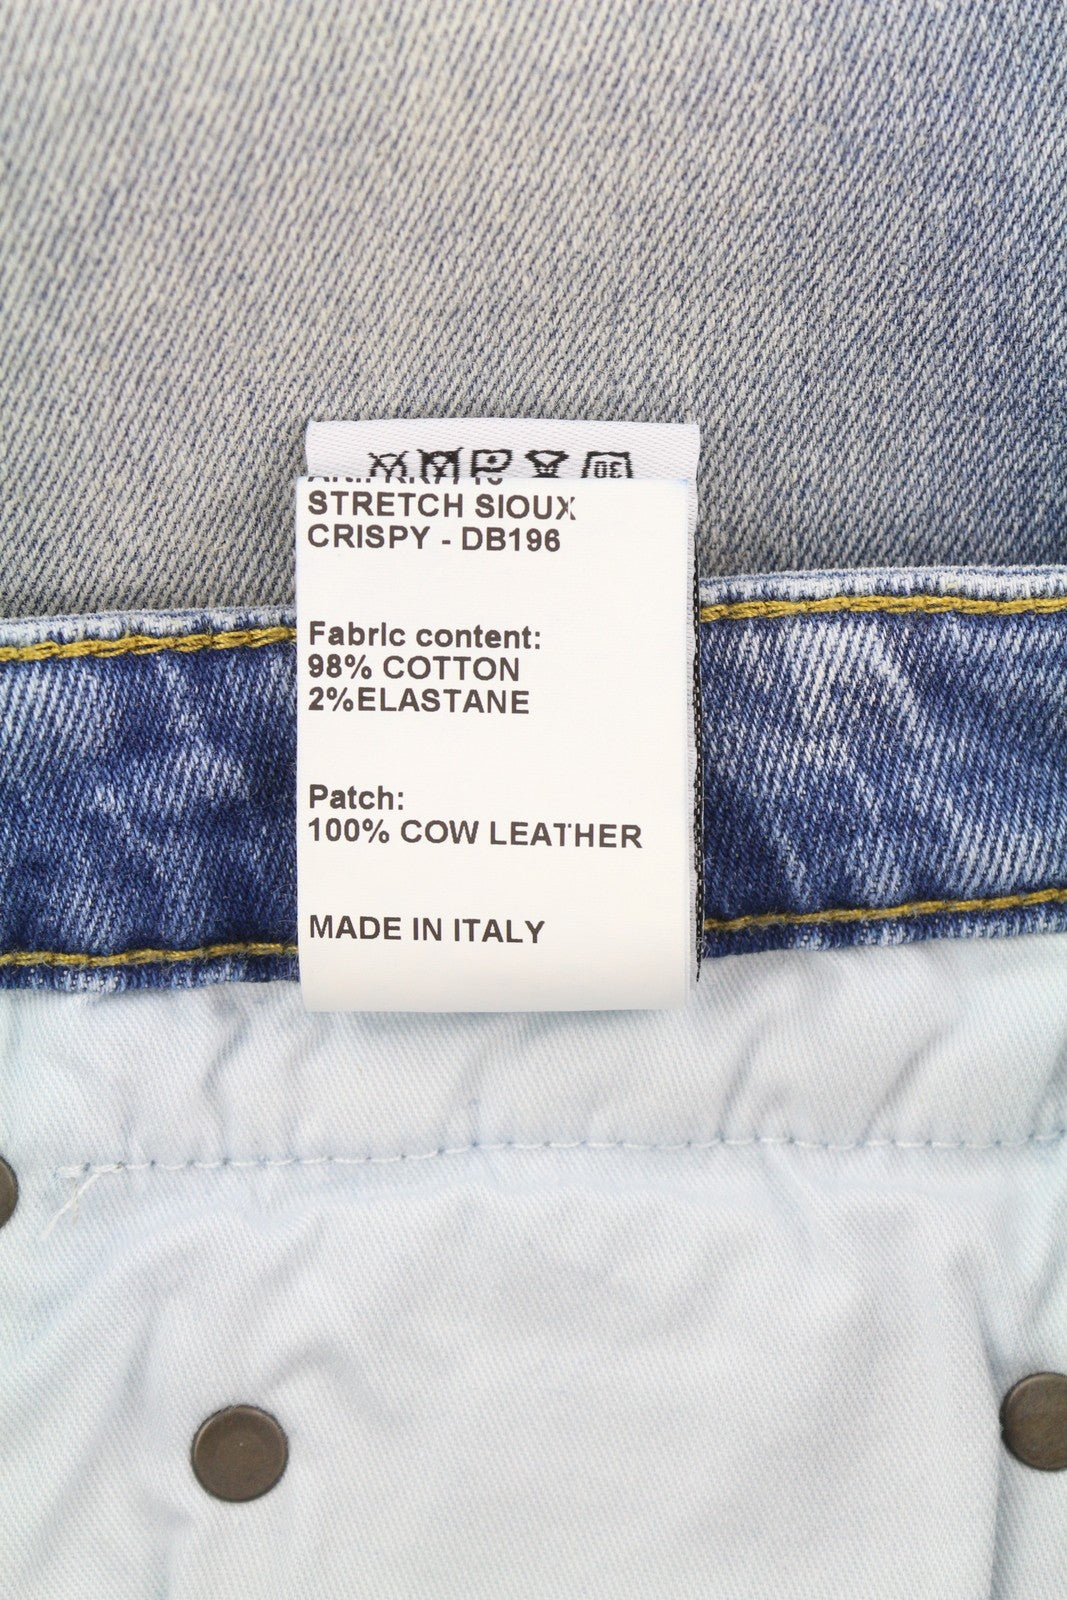 STRETCH SIOUX
CRISPY - DB196
Fabric content:
98% COTTON
2%ELASTANE
Patch:
100% COW LEATHER
MADE IN ITALY